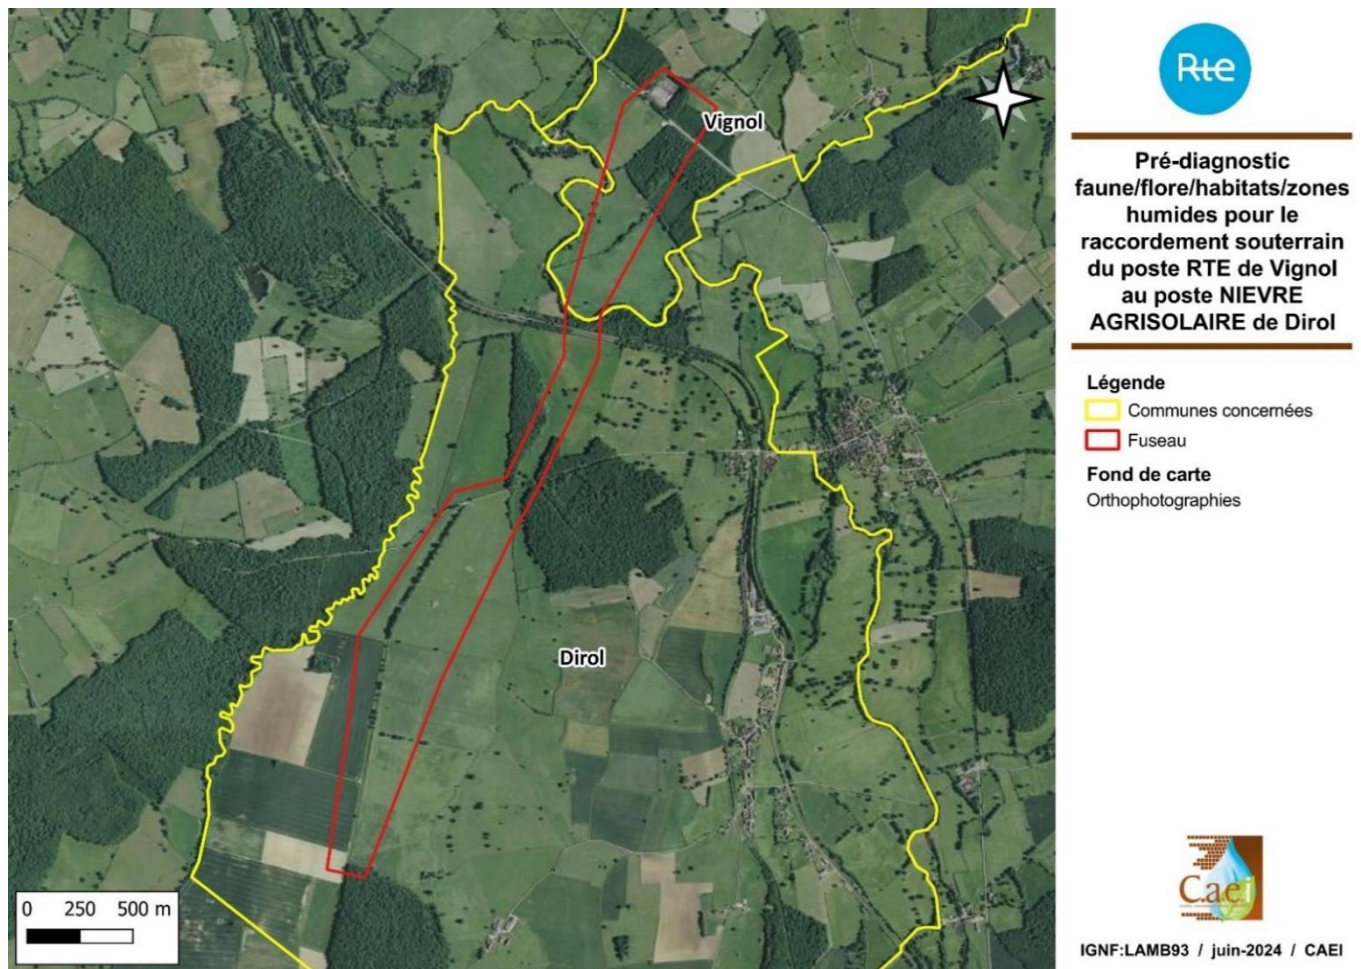 Vignol
Dirol
0 250 500 m
N
Rte
Pré-diagnostic
faune/flore/habitats/zones
humides pour le
raccordement souterrain
du poste RTE de Vignol
au poste NIEVRE
AGRISOLAIRE de Dirol
Légende
Communes concernées
Fuseau
Fond de carte
Orthophotographies
C.a.e.i
IGNF:LAMB93 / juin-2024 / CAEI